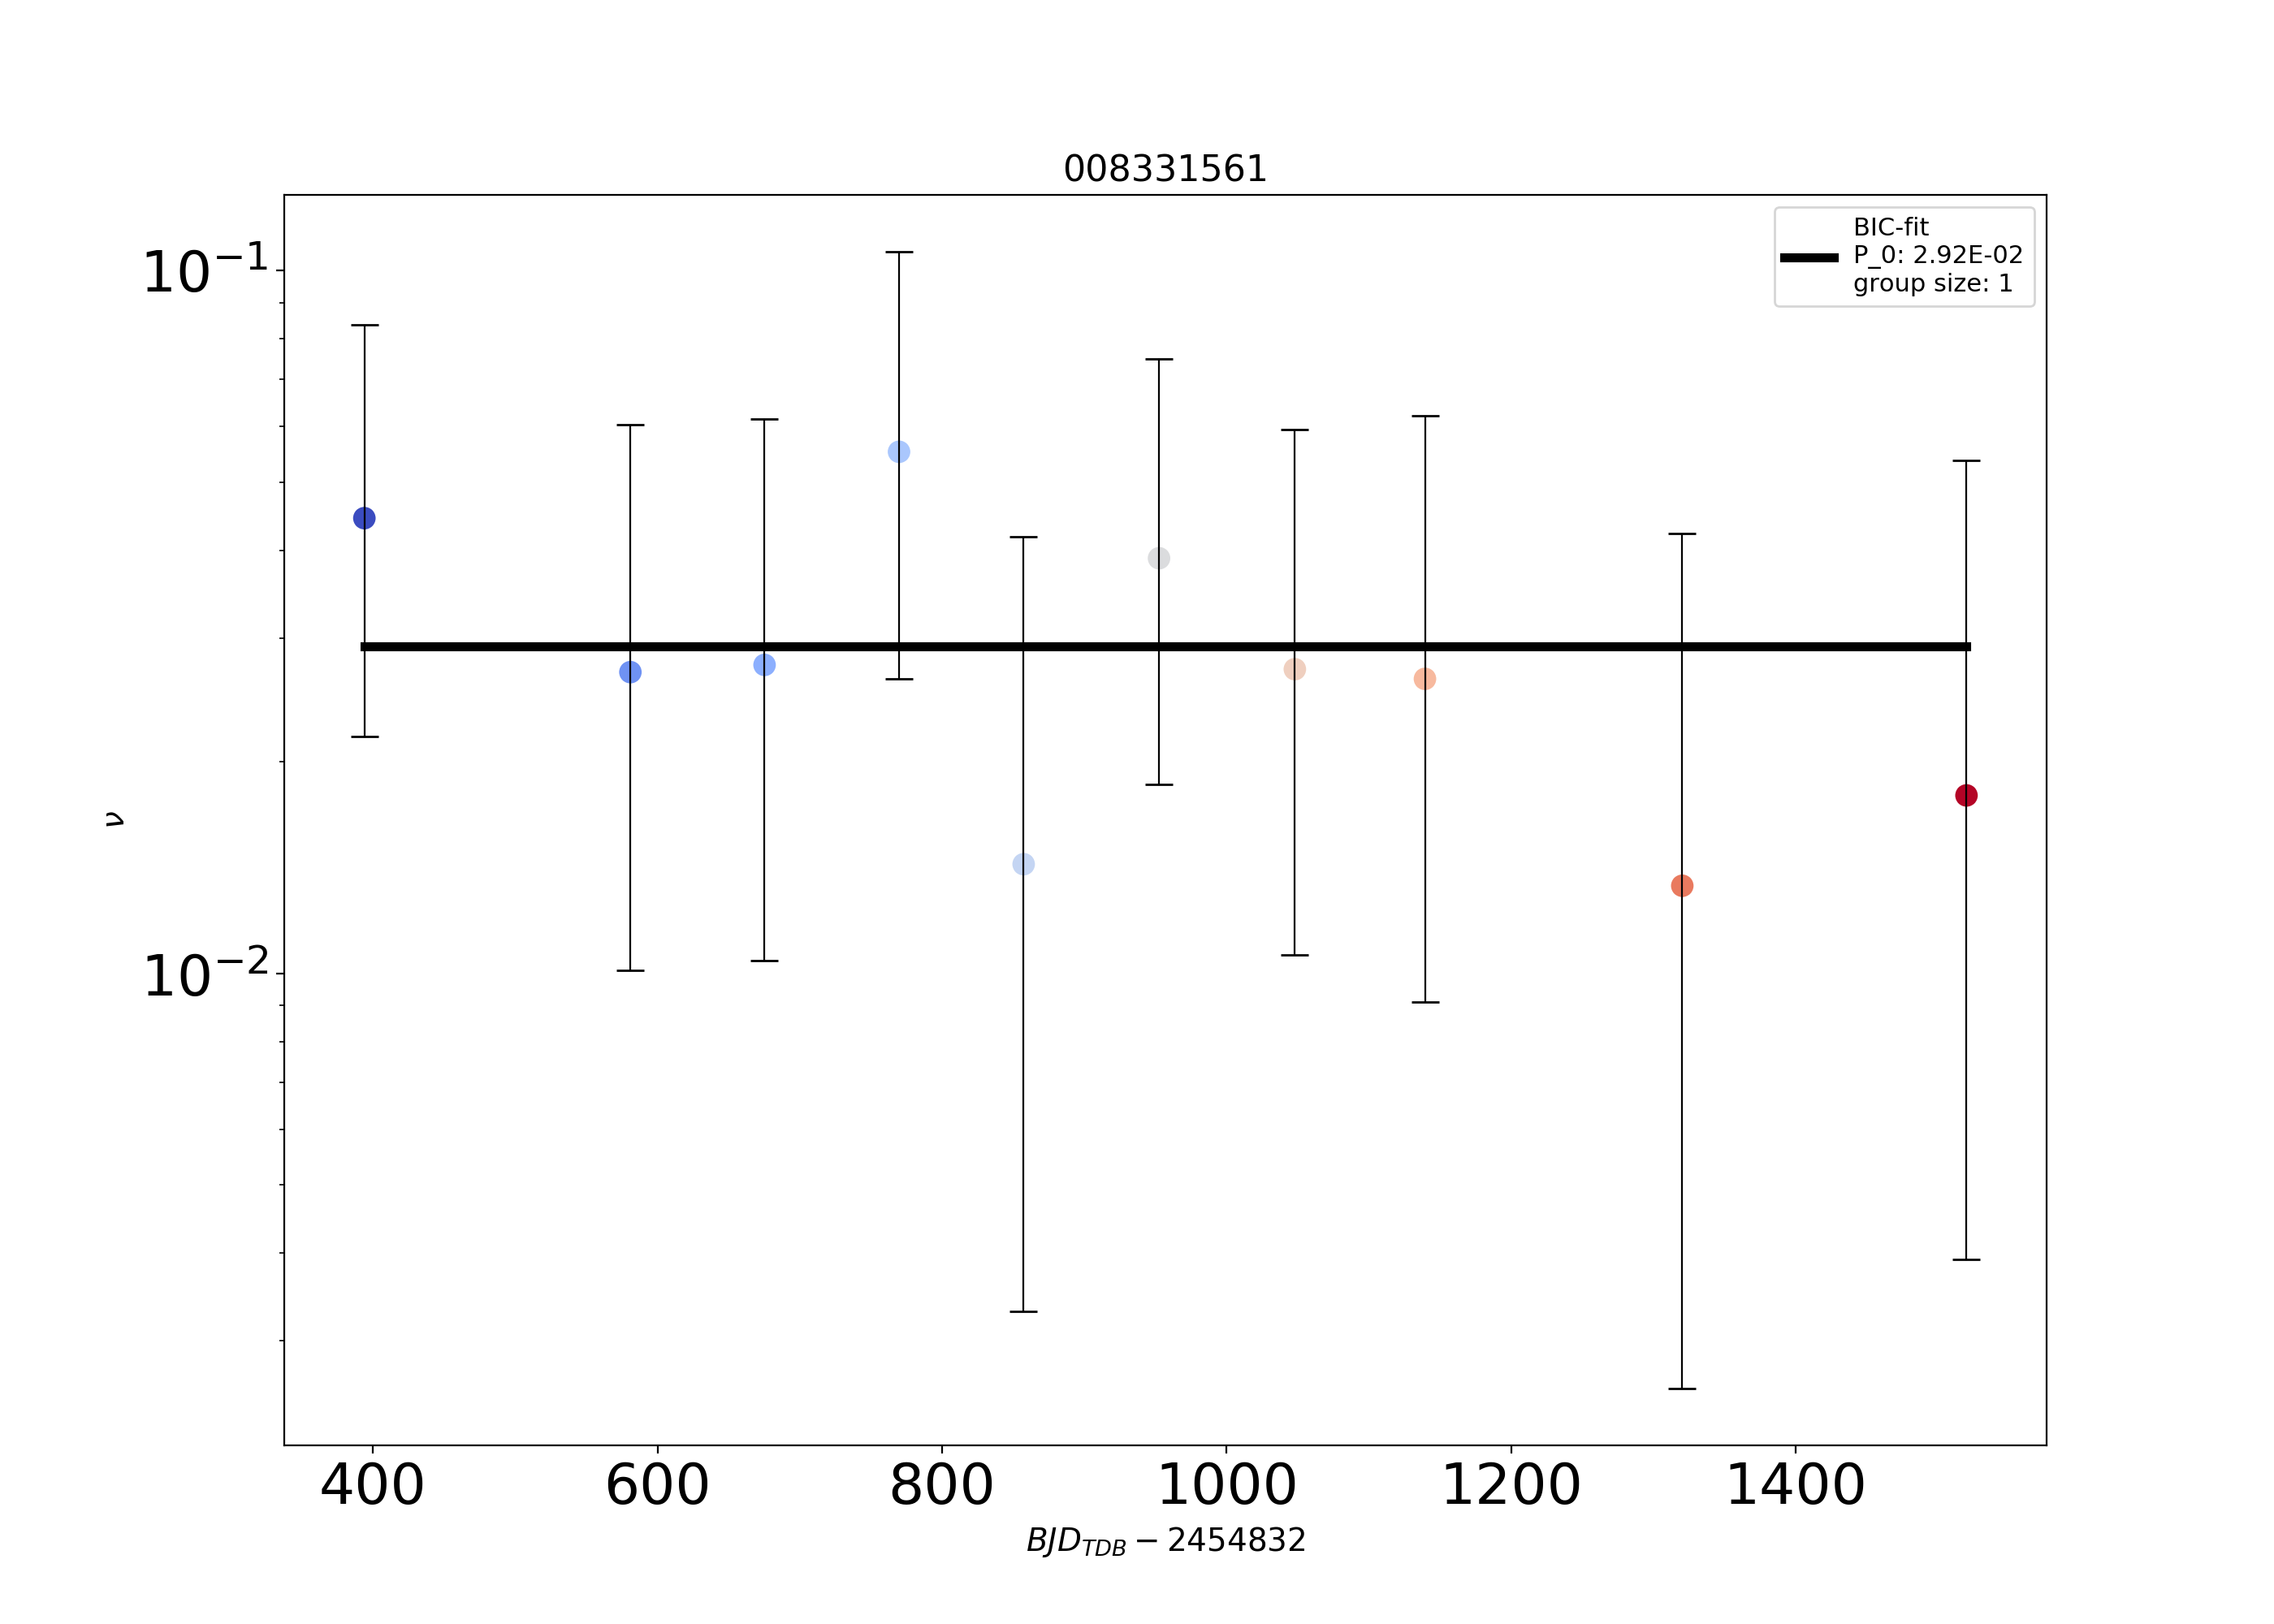 008331561
BIC-fit
P_0: 2.92E-02
group size: 1
10⁻¹
10⁻²
ν
400 600 800 1000 1200 1400
BJD_TDB − 2454832